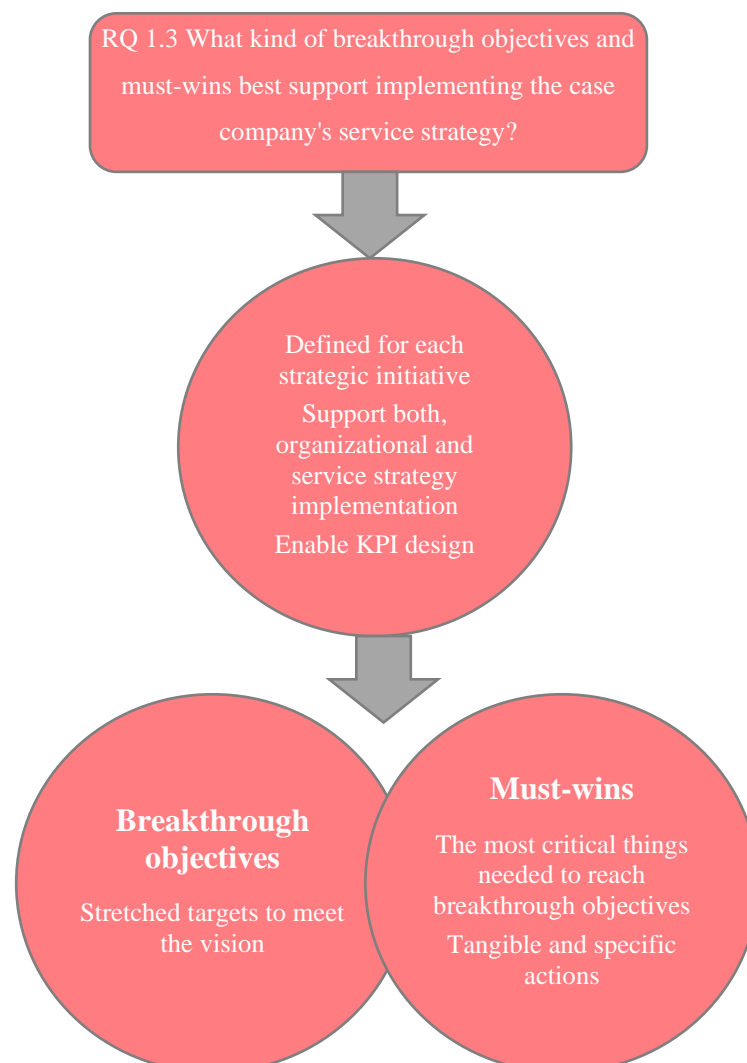 RQ 1.3 What kind of breakthrough objectives and
must-wins best support implementing the case
company's service strategy?
Defined for each
strategic initiative
Support both,
organizational and
service strategy
implementation
Enable KPI design
Breakthrough
objectives
Stretched targets to meet
the vision
Must-wins
The most critical things
needed to reach
breakthrough objectives
Tangible and specific
actions